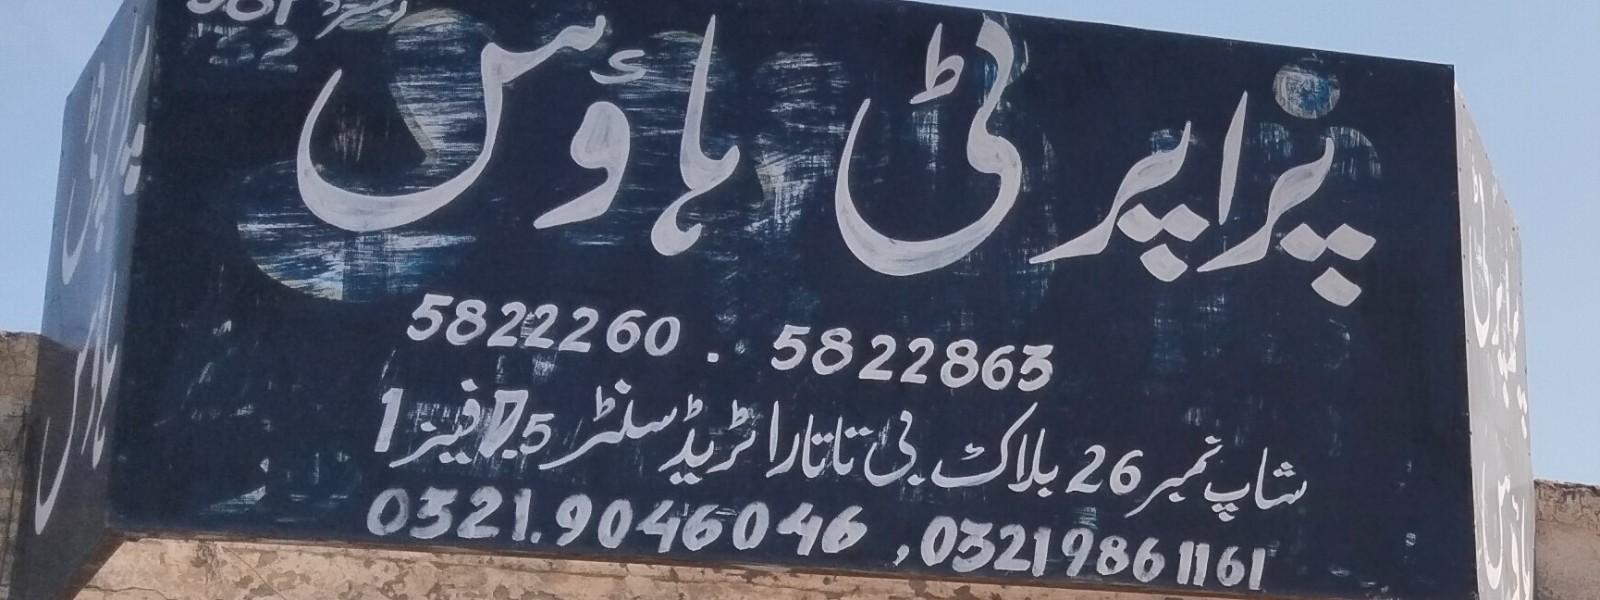 پراپرٹی ہاؤس
5822260 . 5822863
شاپ نمبر 26 بلاک بی تاتارا ٹریڈ سنٹر D.5 فیز 1
0321.9046046 , 03219861161